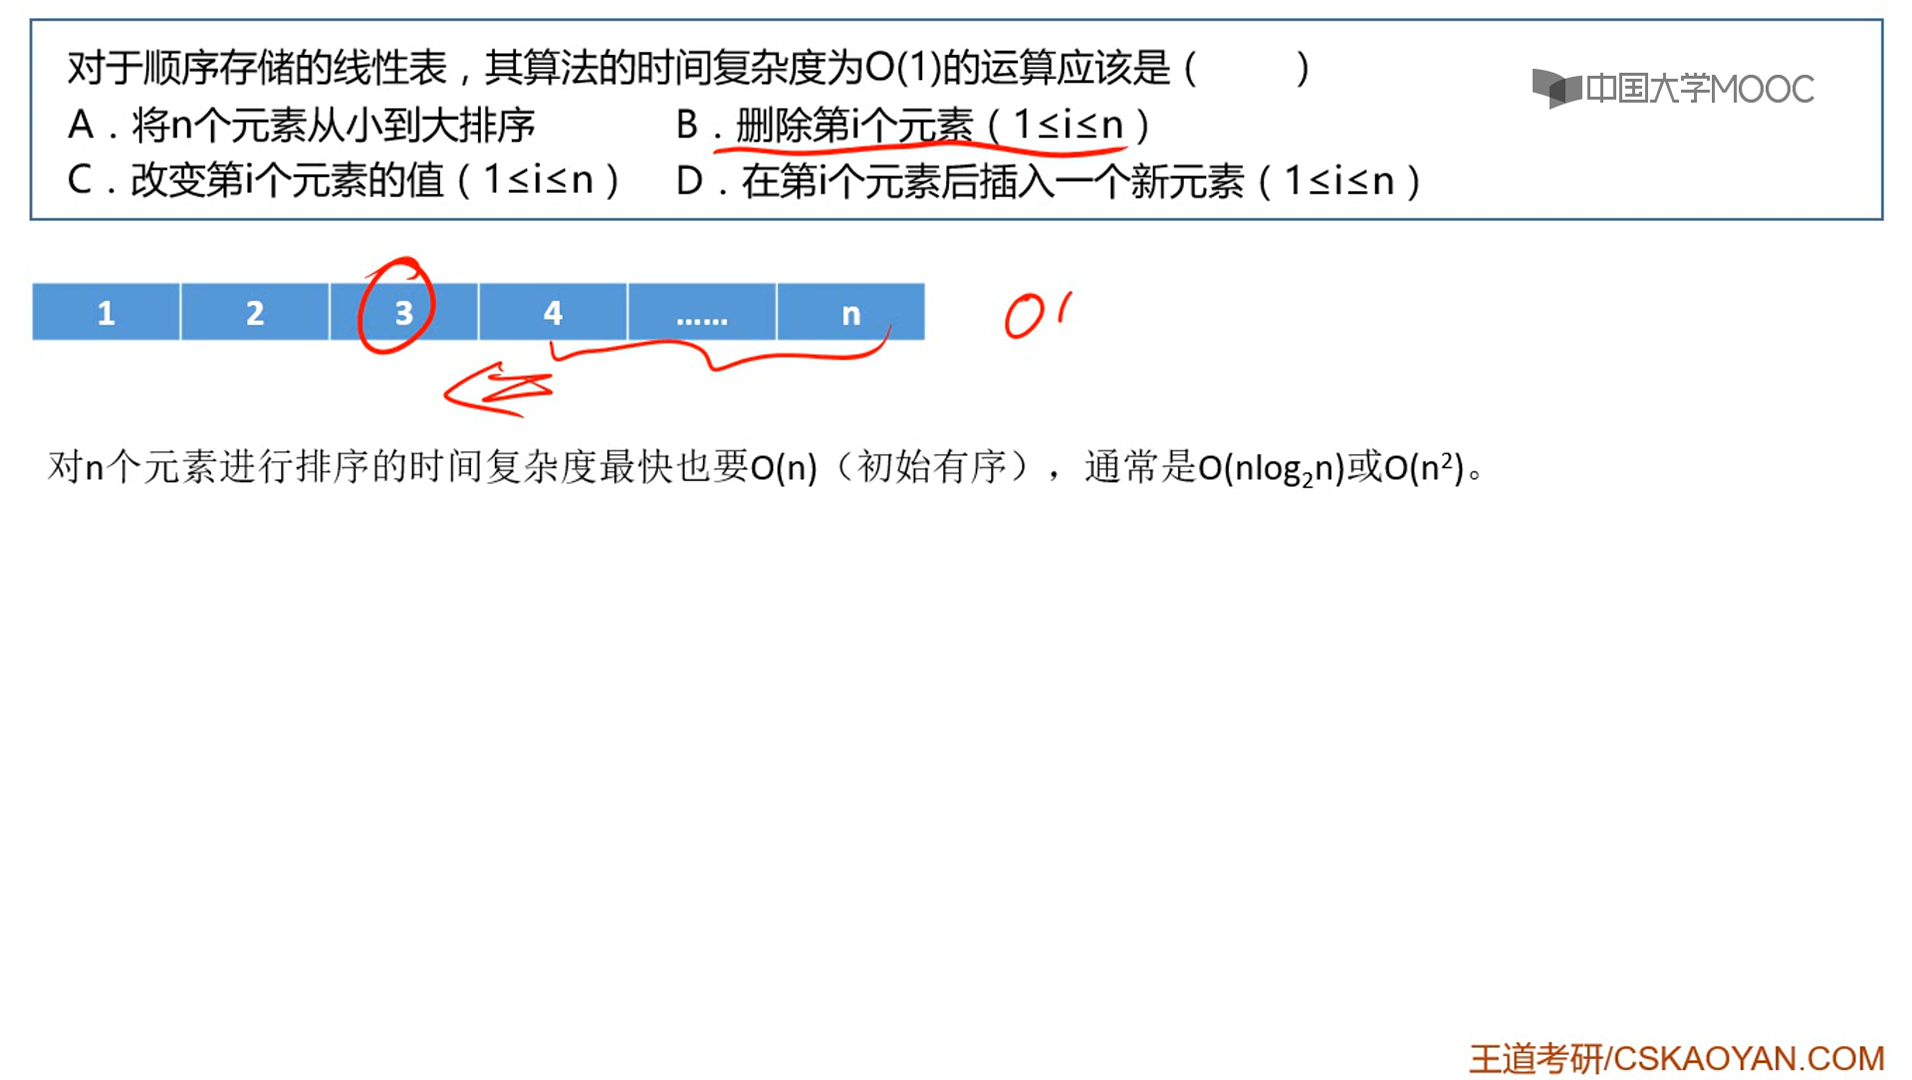 对于顺序存储的线性表，其算法的时间复杂度为O(1)的运算应该是（　　）
中国大学MOOC
A．将n个元素从小到大排序　B．删除第i个元素（1≤i≤n）
C．改变第i个元素的值（1≤i≤n）　D．在第i个元素后插入一个新元素（1≤i≤n）
1 2 3 4 …… n O(
对n个元素进行排序的时间复杂度最快也要O(n)（初始有序），通常是O(nlog₂n)或O(n²)。
王道考研/CSKAOYAN.COM